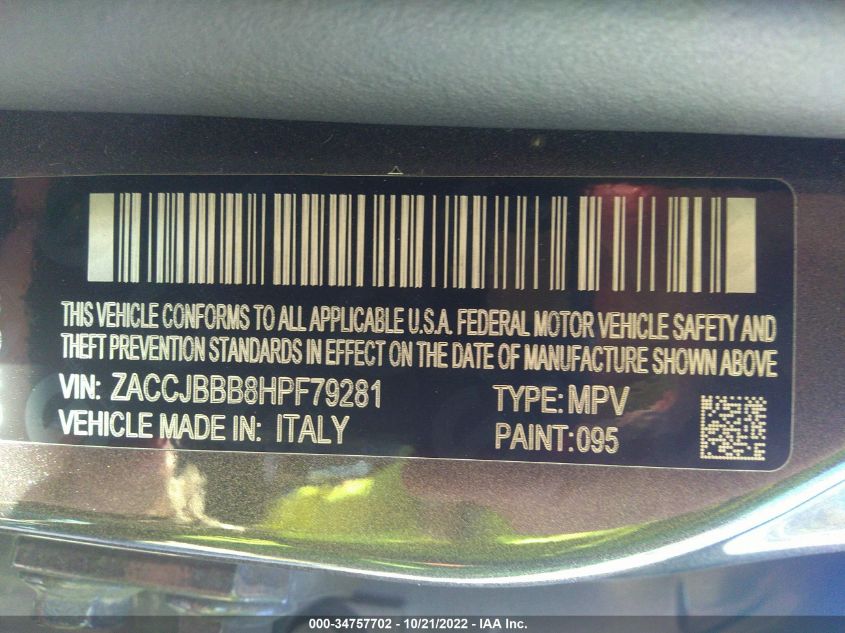 THIS VEHICLE CONFORMS TO ALL APPLICABLE U.S.A. FEDERAL MOTOR VEHICLE SAFETY AND
THEFT PREVENTION STANDARDS IN EFFECT ON THE DATE OF MANUFACTURE SHOWN ABOVE
VIN: ZACCJBBB8HPF79281 TYPE: MPV
VEHICLE MADE IN: ITALY PAINT: 095
000-34757702 - 10/21/2022 - IAA Inc.